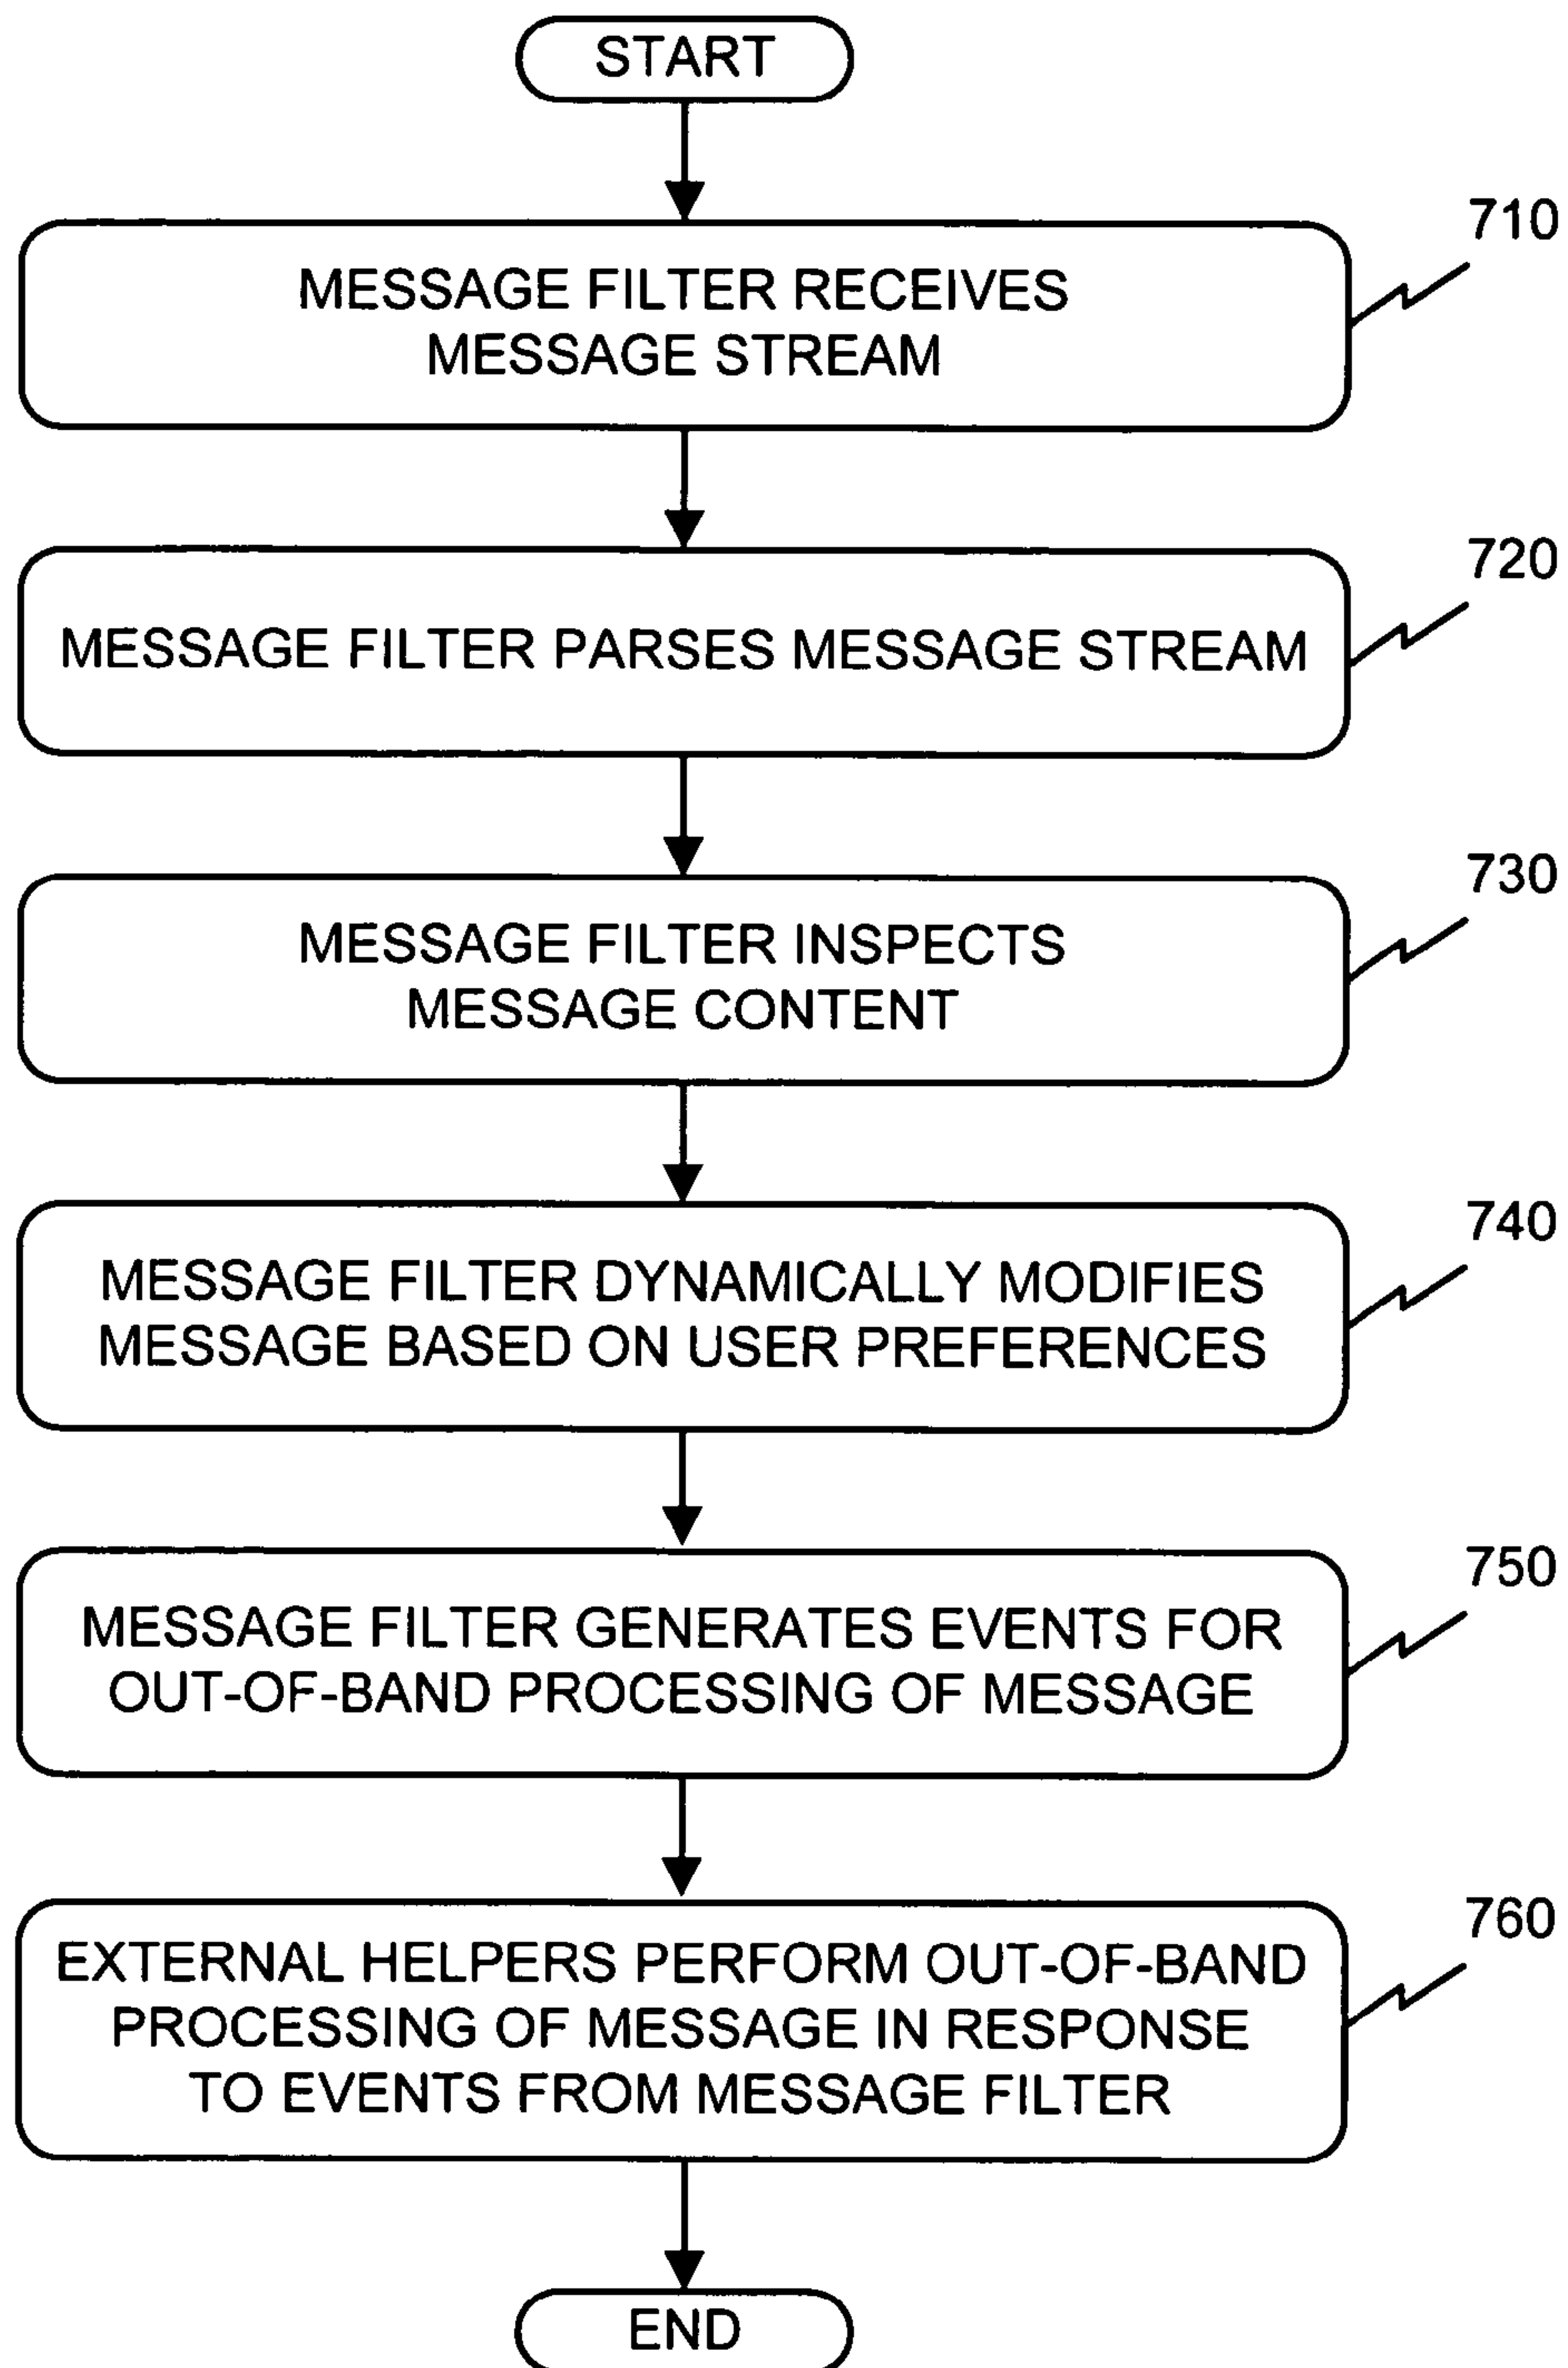 START
710
MESSAGE FILTER RECEIVES
MESSAGE STREAM
720
MESSAGE FILTER PARSES MESSAGE STREAM
730
MESSAGE FILTER INSPECTS
MESSAGE CONTENT
740
MESSAGE FILTER DYNAMICALLY MODIFIES
MESSAGE BASED ON USER PREFERENCES
750
MESSAGE FILTER GENERATES EVENTS FOR
OUT-OF-BAND PROCESSING OF MESSAGE
760
EXTERNAL HELPERS PERFORM OUT-OF-BAND
PROCESSING OF MESSAGE IN RESPONSE
TO EVENTS FROM MESSAGE FILTER
END